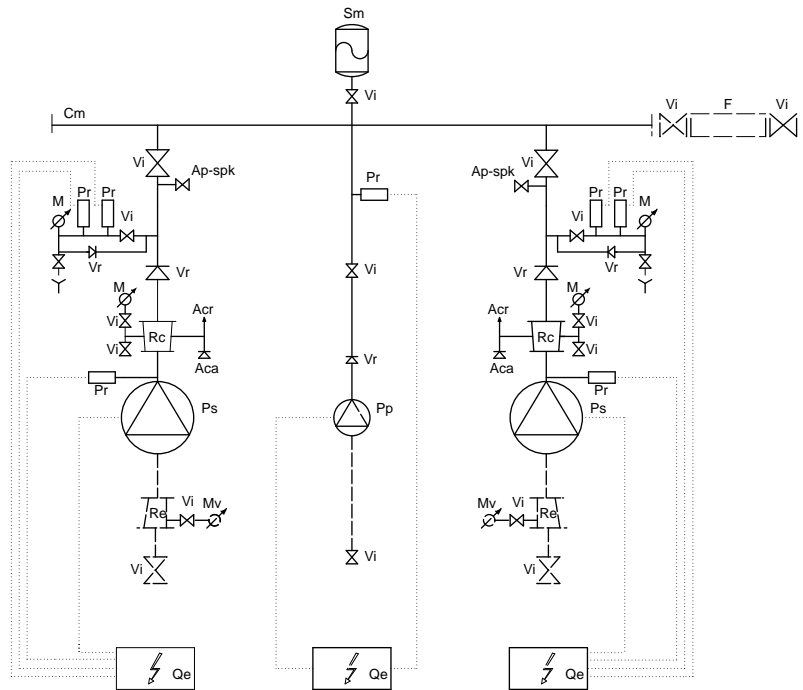 Sm
Vi
Cm
Vi F Vi
Vi Ap-spk
Ap-spk Vi
Pr
M Pr Pr Vi
Pr Pr M
Vi
Vr
Vr
Vr Vi Vr
M Acr
Acr M
Vi Rc Vi
Rc Vi Vi
Aca Vr Aca
Pr Pr
Ps Pp Ps
Vi Mv
Mv Vi
Re Re
Vi Vi Vi
Qe Qe Qe